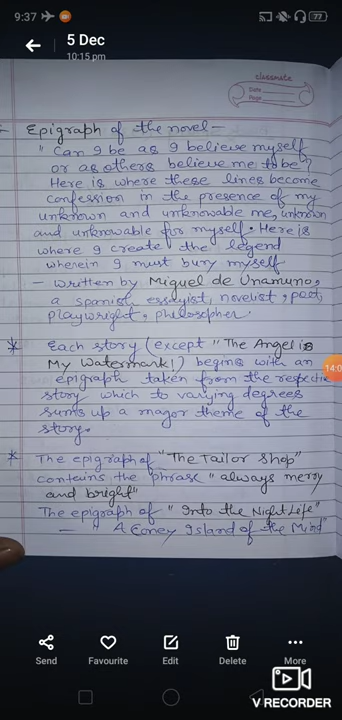 9:37
77
5 Dec
10:15 pm
classmate
Date
Page
Epigraph of the novel -
" Can I be as I believe myself
or as others believe me to be?
Here is where these lines become
confession in the presence of my
unknown and unknowable me, unknown
and unknowable for myself. Here is
where I create the legend
wherein I must bury myself
- written by Miguel de Unamuno,
a spanish essayist, novelist, poet,
playwright, philosopher.
* Each story (except "The Angel is
My Watermark!") begins with an
epigraph taken from the respective
story which to varying degrees
sums up a major theme of the
story.
14:0
* The epigraph of "The Tailor Shop"
contains the phrase "always merry
and bright"
The epigraph of "Into the Night Life"
- " A Coney Island of the Mind"
Send
Favourite
Edit
Delete
More
V RECORDER